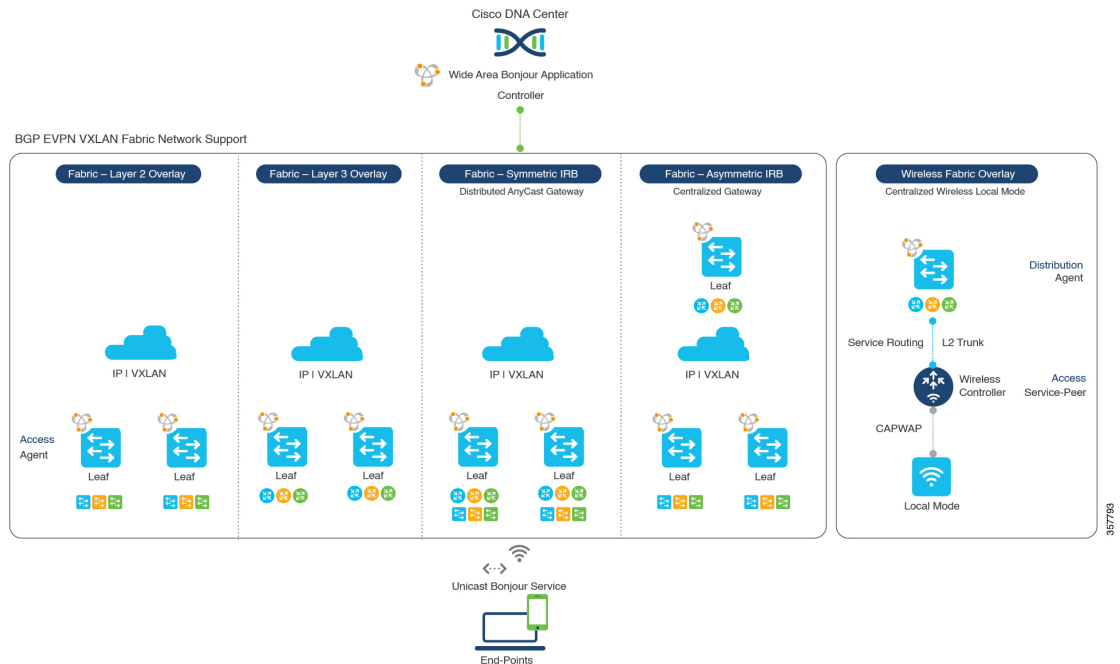 Cisco DNA Center
Wide Area Bonjour Application
Controller
BGP EVPN VXLAN Fabric Network Support
Fabric – Layer 2 Overlay
Fabric – Layer 3 Overlay
Fabric – Symmetric IRB
Distributed AnyCast Gateway
Fabric – Asymmetric IRB
Centralized Gateway
Wireless Fabric Overlay
Centralized Wireless Local Mode
Leaf
Distribution
Agent
Service Routing
L2 Trunk
IP | VXLAN
IP | VXLAN
IP | VXLAN
IP | VXLAN
Wireless
Controller
Access
Service-Peer
CAPWAP
Access
Agent
Leaf
Leaf
Leaf
Leaf
Leaf
Leaf
Leaf
Leaf
Local Mode
357793
Unicast Bonjour Service
End-Points